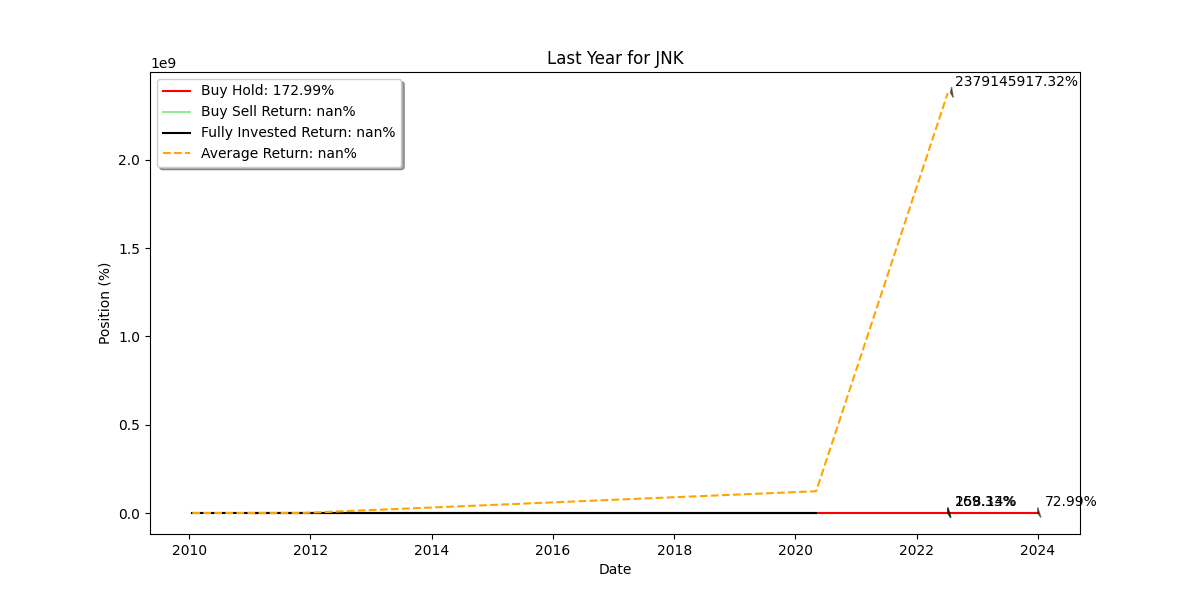 Last Year for JNK
1e9
Buy Hold: 172.99%
Buy Sell Return: nan%
Fully Invested Return: nan%
Average Return: nan%
2379145917.32%
2.0
1.5
1.0
0.5
0.0
Position (%)
72.99%
2010
2012
2014
2016
2018
2020
2022
2024
Date